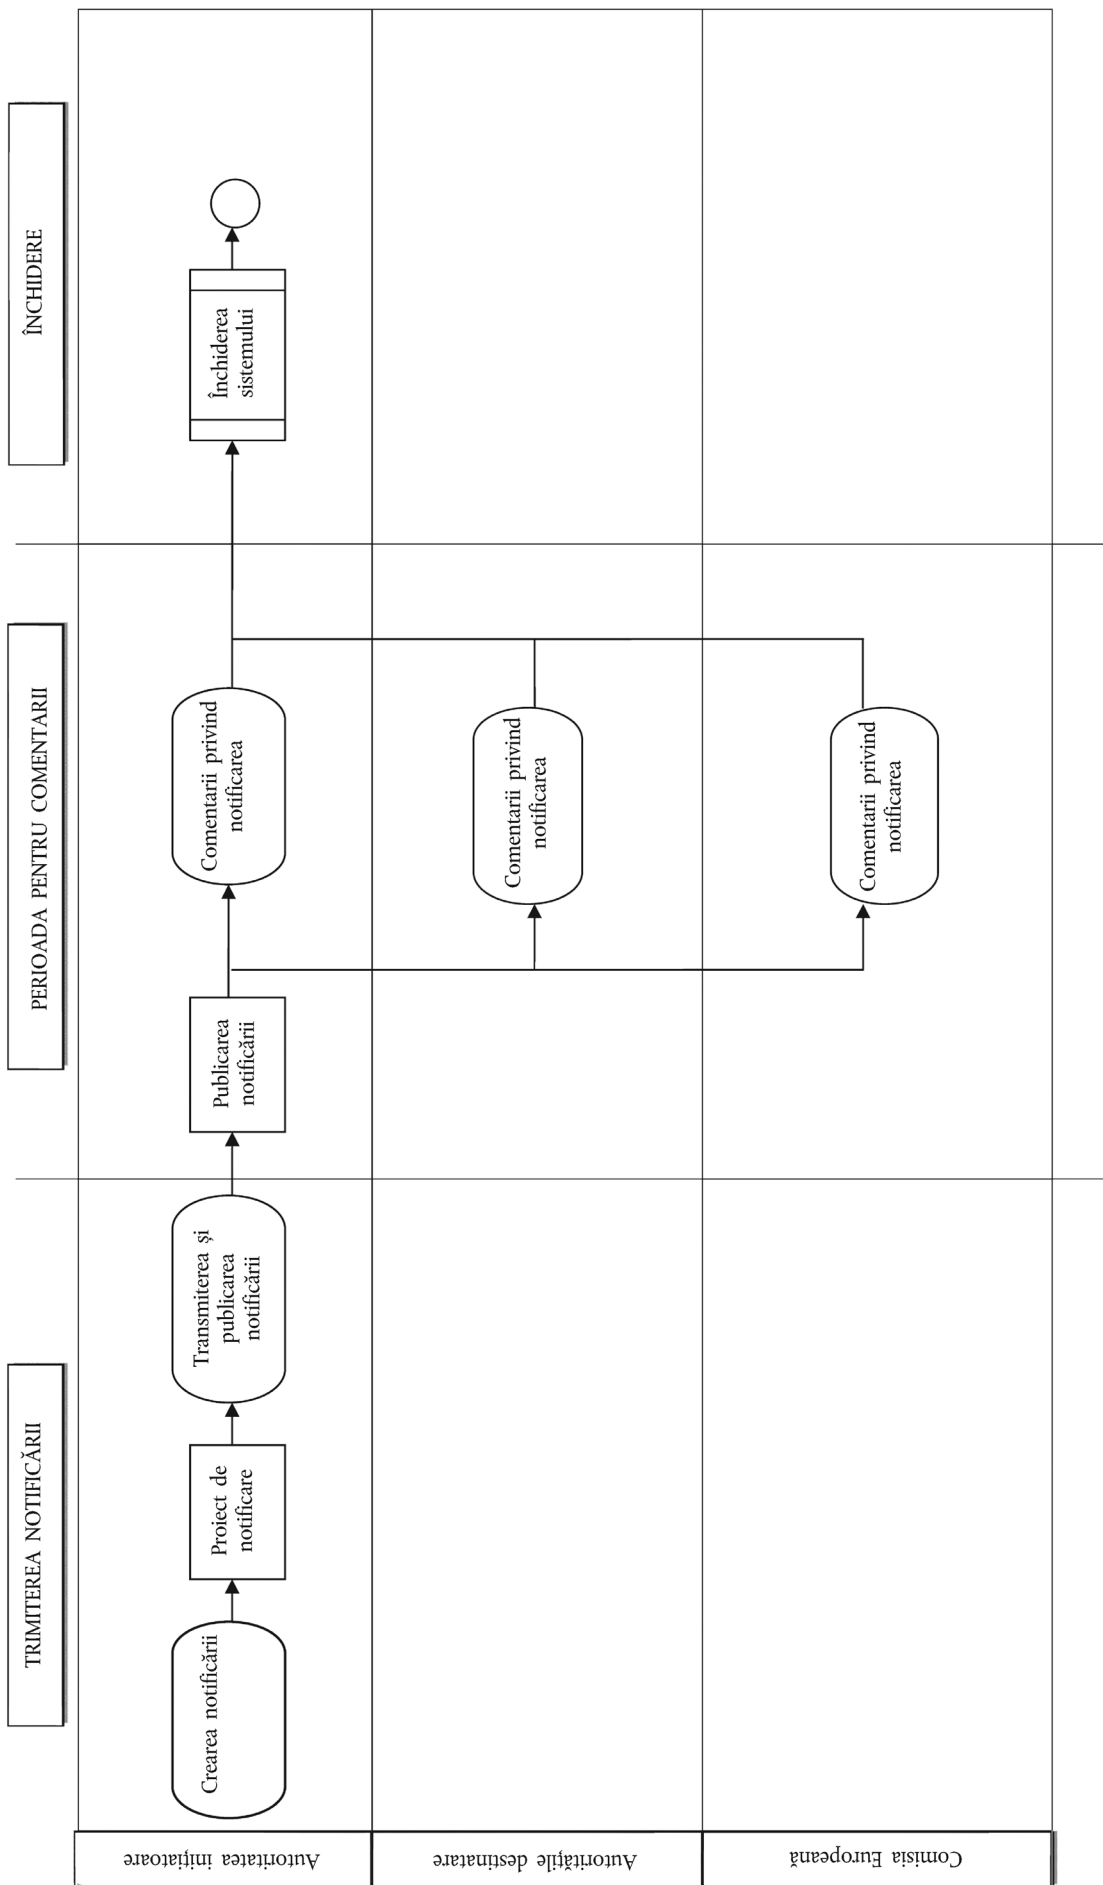 TRIMITEREA NOTIFICĂRII
PERIOADA PENTRU COMENTARII
ÎNCHIDERE
Autoritatea inițiatoare
Crearea notificării
Proiect de
notificare
Transmiterea și
publicarea
notificării
Publicarea
notificării
Comentarii privind
notificarea
Închiderea
sistemului
Autoritățile destinatare
Comentarii privind
notificarea
Comisia Europeană
Comentarii privind
notificarea